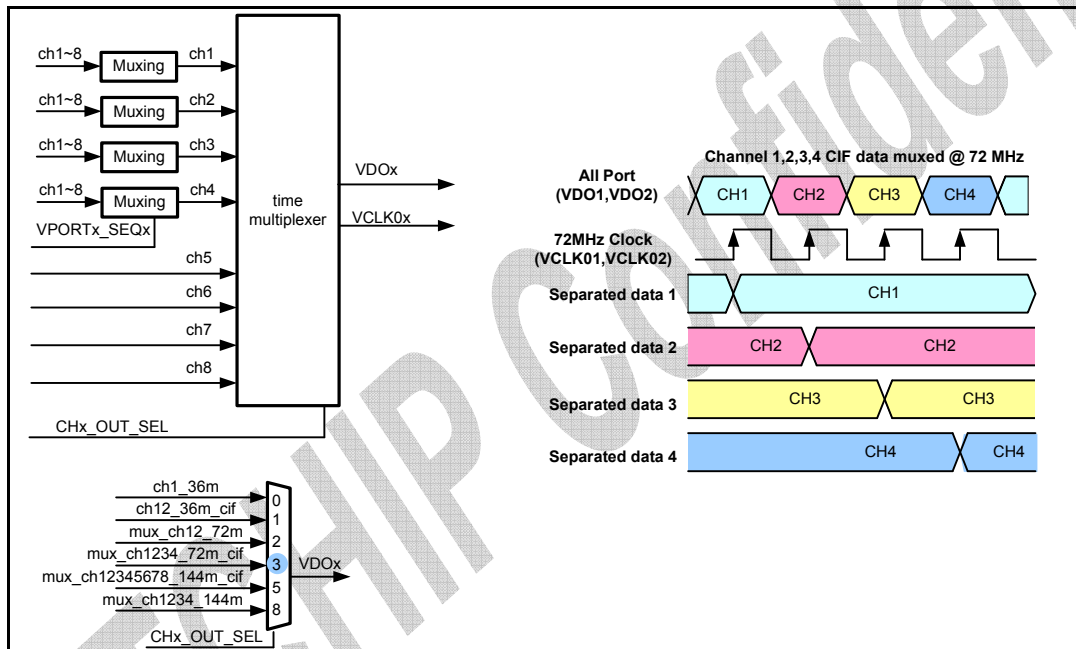 ch1~8 Muxing ch1
ch1~8 Muxing ch2
ch1~8 Muxing ch3
ch1~8 Muxing ch4
VPORTx_SEQx
ch5
ch6
ch7
ch8
CHx_OUT_SEL
time
multiplexer
VDOx
VCLK0x
ch1_36m 0
ch12_36m_cif 1
mux_ch12_72m 2
mux_ch1234_72m_cif 3
mux_ch12345678_144m_cif 5
mux_ch1234_144m 8
VDOx
CHx_OUT_SEL
Channel 1,2,3,4 CIF data muxed @ 72 MHz
All Port
(VDO1,VDO2)
CH1 CH2 CH3 CH4
72MHz Clock
(VCLK01,VCLK02)
Separated data 1 CH1
Separated data 2 CH2 CH2
Separated data 3 CH3 CH3
Separated data 4 CH4 CH4